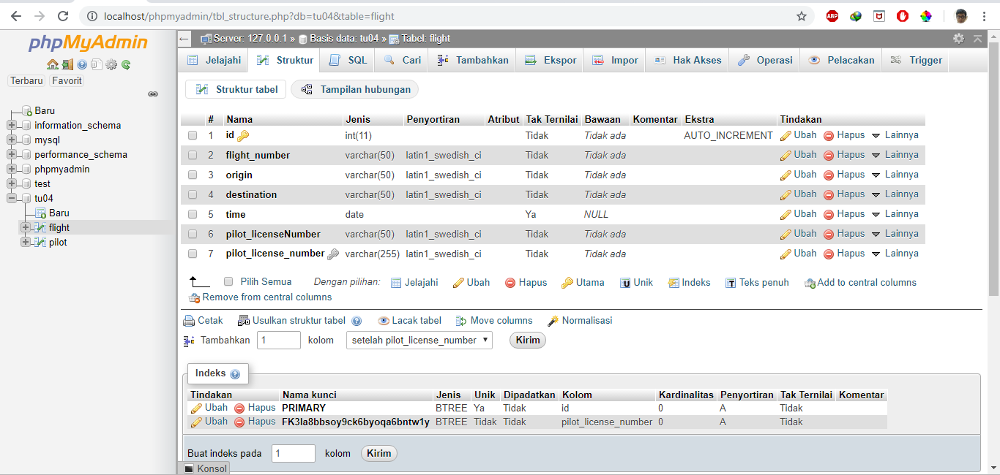 localhost/phpmyadmin/tbl_structure.php?db=tu04&table=flight
ABP
phpMyAdmin
Terbaru Favorit
Baru
information_schema
mysql
performance_schema
phpmyadmin
test
tu04
Baru
flight
pilot
Server: 127.0.0.1 » Basis data: tu04 » Tabel: flight
Jelajahi Struktur SQL Cari Tambahkan Ekspor Impor Hak Akses Operasi Pelacakan Trigger
Struktur tabel Tampilan hubungan
# Nama Jenis Penyortiran Atribut Tak Ternilai Bawaan Komentar Ekstra Tindakan
1 id int(11) Tidak Tidak ada AUTO_INCREMENT Ubah Hapus Lainnya
2 flight_number varchar(50) latin1_swedish_ci Tidak Tidak ada Ubah Hapus Lainnya
3 origin varchar(50) latin1_swedish_ci Tidak Tidak ada Ubah Hapus Lainnya
4 destination varchar(50) latin1_swedish_ci Tidak Tidak ada Ubah Hapus Lainnya
5 time date Ya NULL Ubah Hapus Lainnya
6 pilot_licenseNumber varchar(50) latin1_swedish_ci Tidak Tidak ada Ubah Hapus Lainnya
7 pilot_license_number varchar(255) latin1_swedish_ci Tidak Tidak ada Ubah Hapus Lainnya
Pilih Semua Dengan pilihan: Jelajahi Ubah Hapus Utama Unik Indeks Teks penuh Add to central columns
Remove from central columns
Cetak Usulkan struktur tabel Lacak tabel Move columns Normalisasi
Tambahkan 1 kolom setelah pilot_license_number Kirim
Indeks
Tindakan Nama kunci Jenis Unik Dipadatkan Kolom Kardinalitas Penyortiran Tak Ternilai Komentar
Ubah Hapus PRIMARY BTREE Ya Tidak id 0 A Tidak
Ubah Hapus FK3la8bbsoy9ck6byoqa6bntw1y BTREE Tidak Tidak pilot_license_number 0 A Tidak
Buat indeks pada 1 kolom Kirim
Konsol